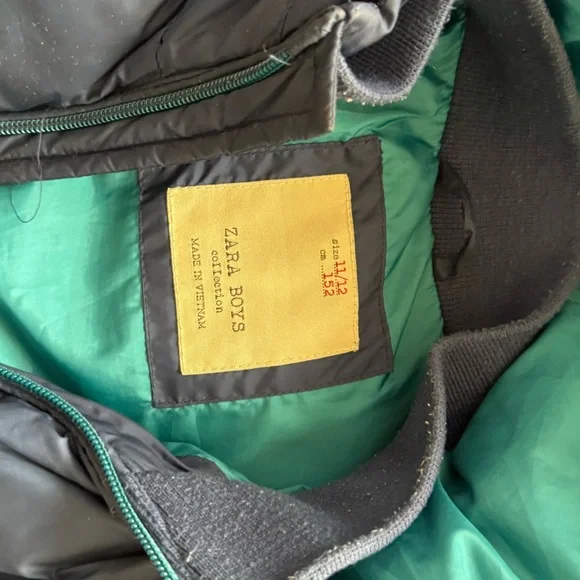 ZARA BOYS
collection
MADE IN VIETNAM
size 11/12
cm ...152